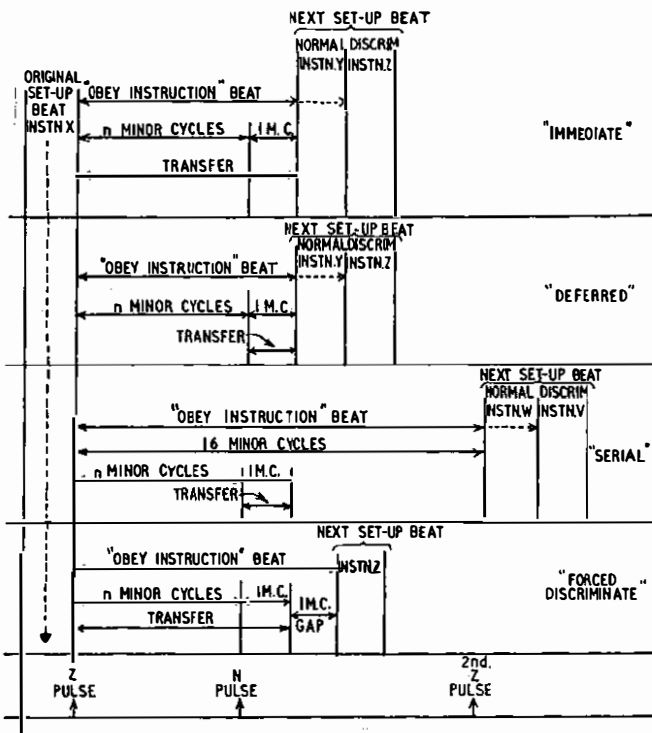 NEXT SET-UP BEAT
NORMAL DISCRIM
INSTN.Y INSTN.Z
ORIGINAL
SET-UP
BEAT
INSTN X
"OBEY INSTRUCTION" BEAT
n MINOR CYCLES
1 M.C.
TRANSFER
"IMMEDIATE"
NEXT SET-UP BEAT
NORMAL DISCRIM
INSTN.Y INSTN.Z
"OBEY INSTRUCTION" BEAT
n MINOR CYCLES
1 M.C.
TRANSFER
"DEFERRED"
NEXT SET-UP BEAT
NORMAL DISCRIM
INSTN.W INSTN.V
"OBEY INSTRUCTION" BEAT
16 MINOR CYCLES
n MINOR CYCLES
1 M.C.
TRANSFER
"SERIAL"
NEXT SET-UP BEAT
"OBEY INSTRUCTION" BEAT
INSTN.Z
n MINOR CYCLES
1 M.C.
1 M.C.
TRANSFER
GAP
"FORCED
DISCRIMINATE"
Z
PULSE
N
PULSE
2nd.
Z
PULSE